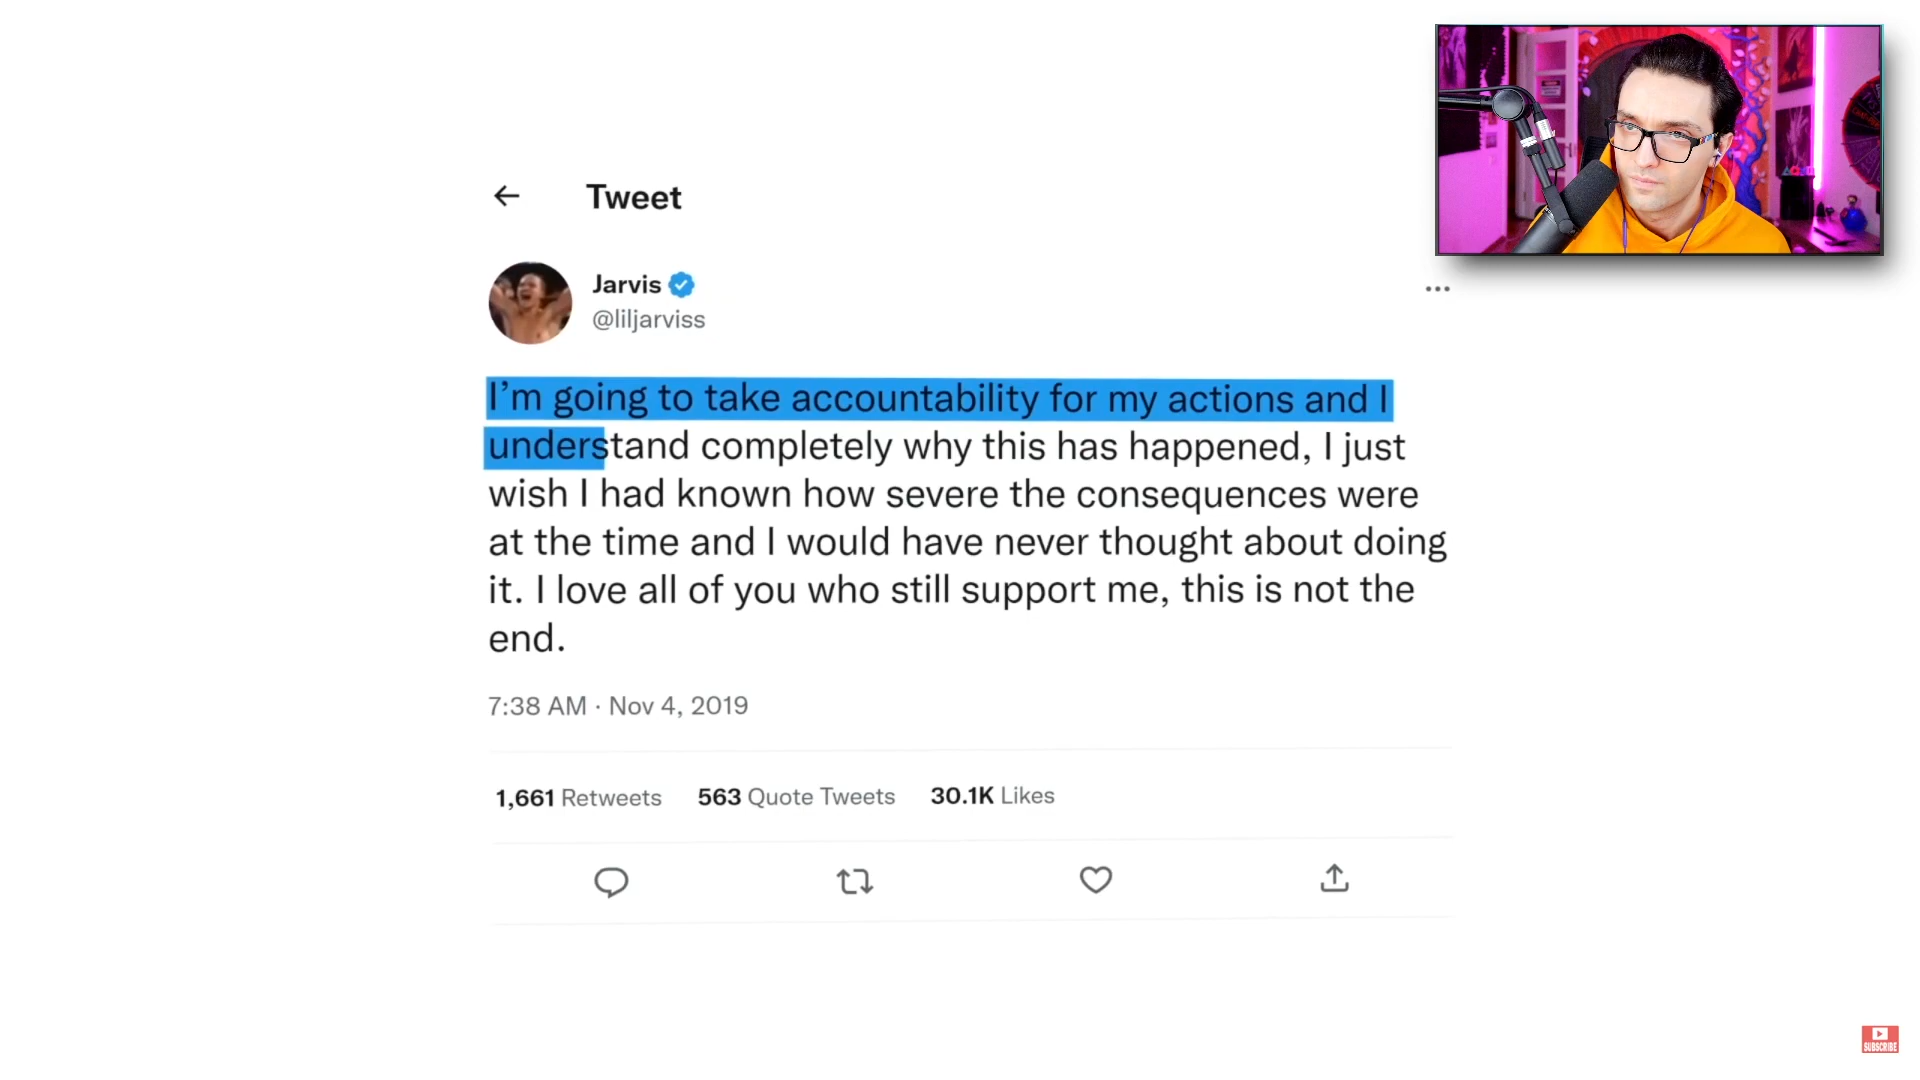 Tweet
Jarvis
@liljarviss
I’m going to take accountability for my actions and I
understand completely why this has happened, I just
wish I had known how severe the consequences were
at the time and I would have never thought about doing
it. I love all of you who still support me, this is not the
end.
7:38 AM · Nov 4, 2019
1,661 Retweets 563 Quote Tweets 30.1K Likes
SUBSCRIBE